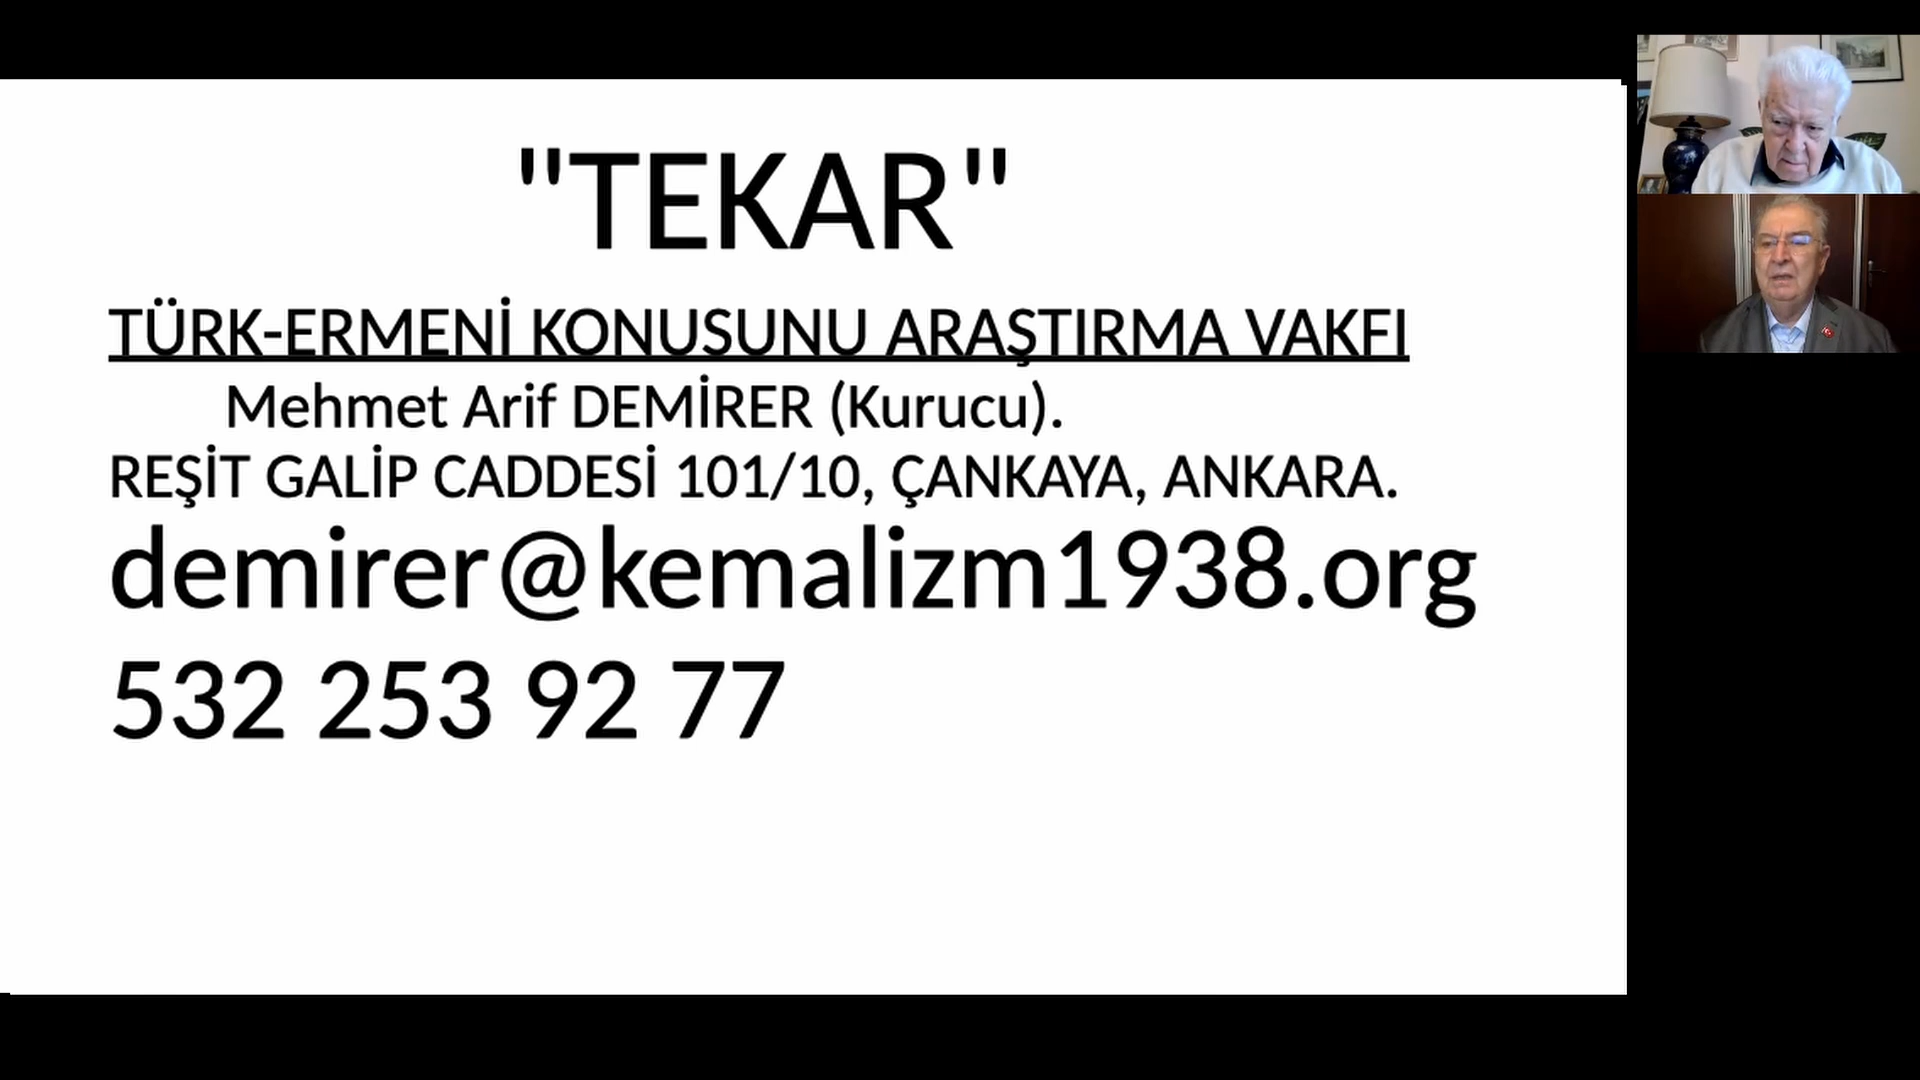 "TEKAR"
TÜRK-ERMENİ KONUSUNU ARAŞTIRMA VAKFI
Mehmet Arif DEMİRER (Kurucu).
REŞİT GALİP CADDESİ 101/10, ÇANKAYA, ANKARA.
demirer@kemalizm1938.org
532 253 92 77